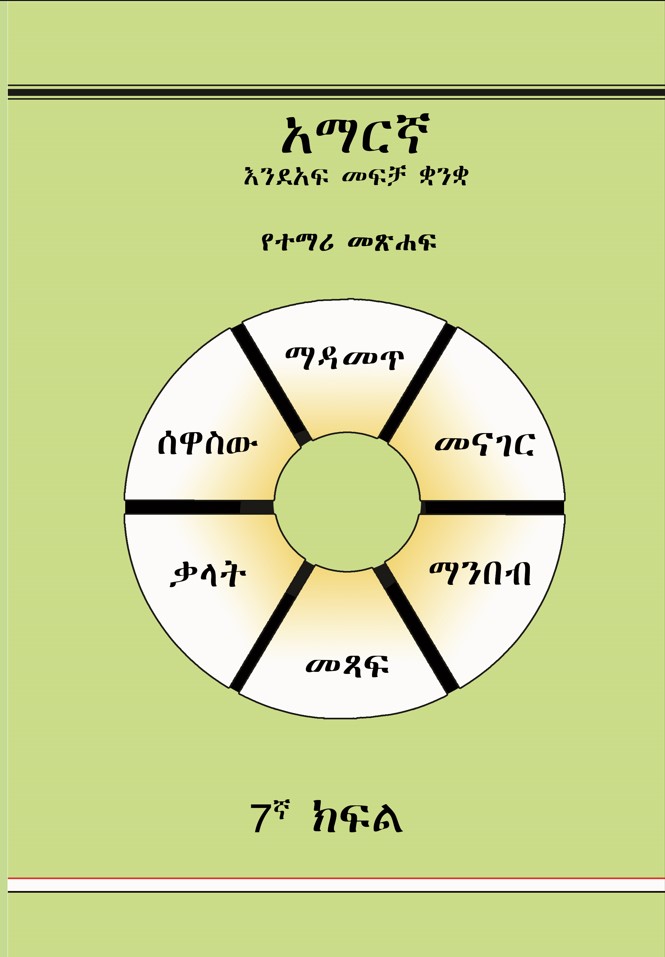 አማርኛ
እንደአፍ መፍቻ ቋንቋ
የተማሪ መጽሐፍ
ማዳመጥ
መናገር
ማንበብ
መጻፍ
ቃላት
ሰዋስው
7ኛ ክፍል